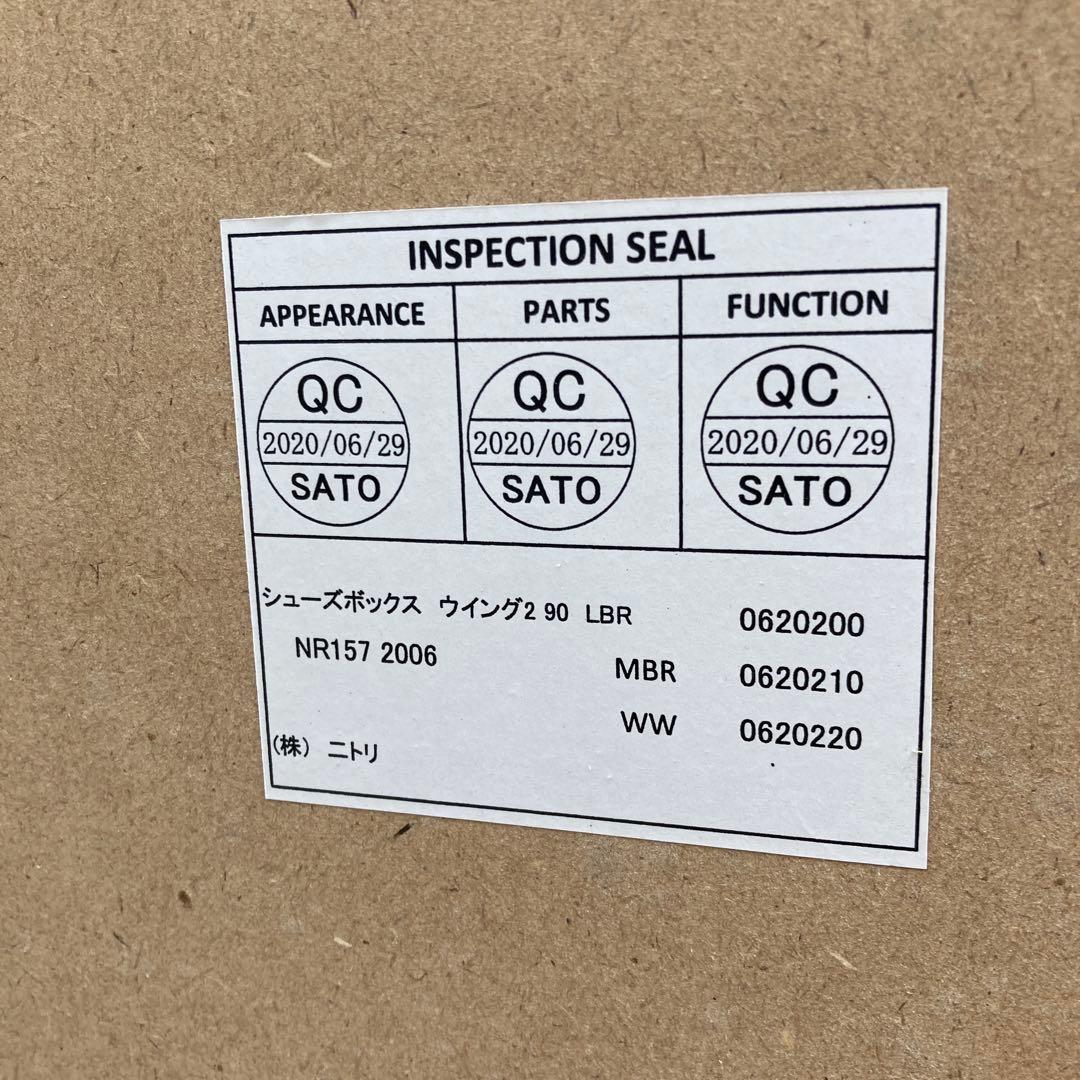 INSPECTION SEAL
APPEARANCE PARTS FUNCTION
QC QC QC
2020/06/29 2020/06/29 2020/06/29
SATO SATO SATO
シューズボックス ウイング2 90 LBR 0620200
NR157 2006 MBR 0620210
WW 0620220
(株) ニトリ